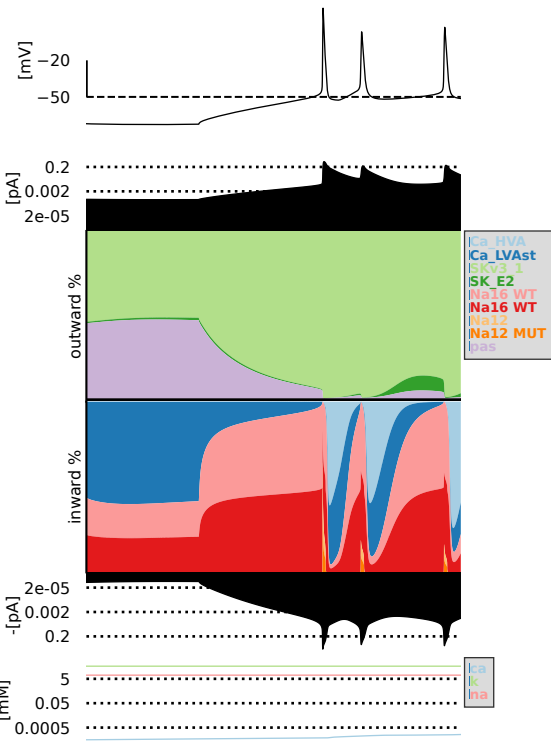 [mV]
−20
−50
[pA]
0.2
0.002
2e-05
outward %
Ca_HVA
Ca_LVAst
SKv3_1
SK_E2
Na16 WT
Na16 WT
Na12
Na12 MUT
pas
inward %
-[pA]
2e-05
0.002
0.2
[mM]
5
0.05
0.0005
ca
k
na